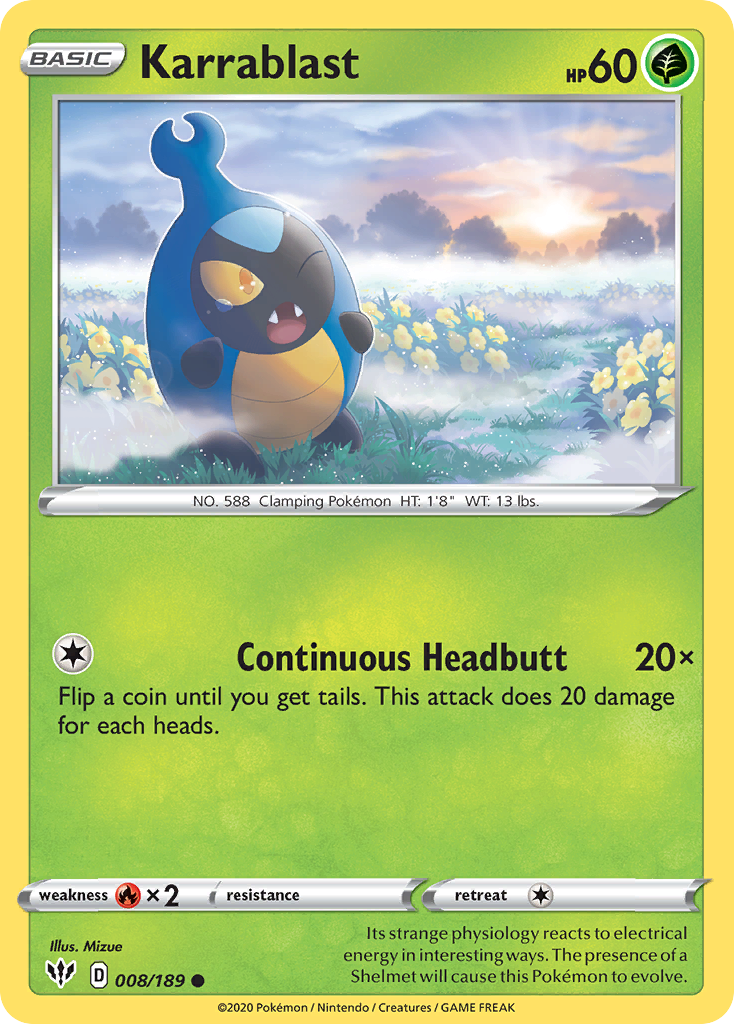 BASIC Karrablast HP60
NO. 588 Clamping Pokémon HT: 1'8" WT: 13 lbs.
Continuous Headbutt 20×
Flip a coin until you get tails. This attack does 20 damage
for each heads.
weakness ×2 resistance retreat
Its strange physiology reacts to electrical
energy in interesting ways. The presence of a
Shelmet will cause this Pokémon to evolve.
Illus. Mizue
D 008/189
©2020 Pokémon / Nintendo / Creatures / GAME FREAK